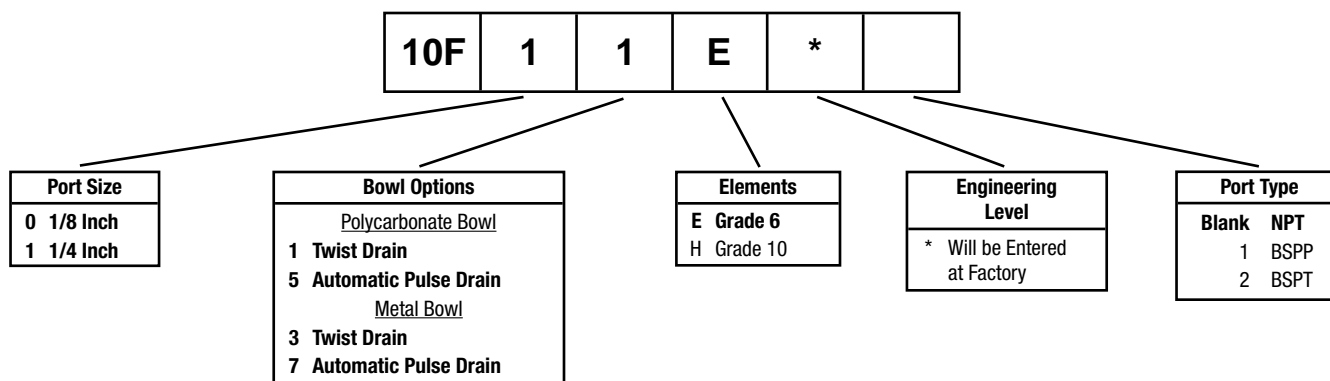 10F 1 1 E *
Port Size
0 1/8 Inch
1 1/4 Inch
Bowl Options
Polycarbonate Bowl
1 Twist Drain
5 Automatic Pulse Drain
Metal Bowl
3 Twist Drain
7 Automatic Pulse Drain
Elements
E Grade 6
H Grade 10
Engineering
Level
* Will be Entered
at Factory
Port Type
Blank NPT
1 BSPP
2 BSPT